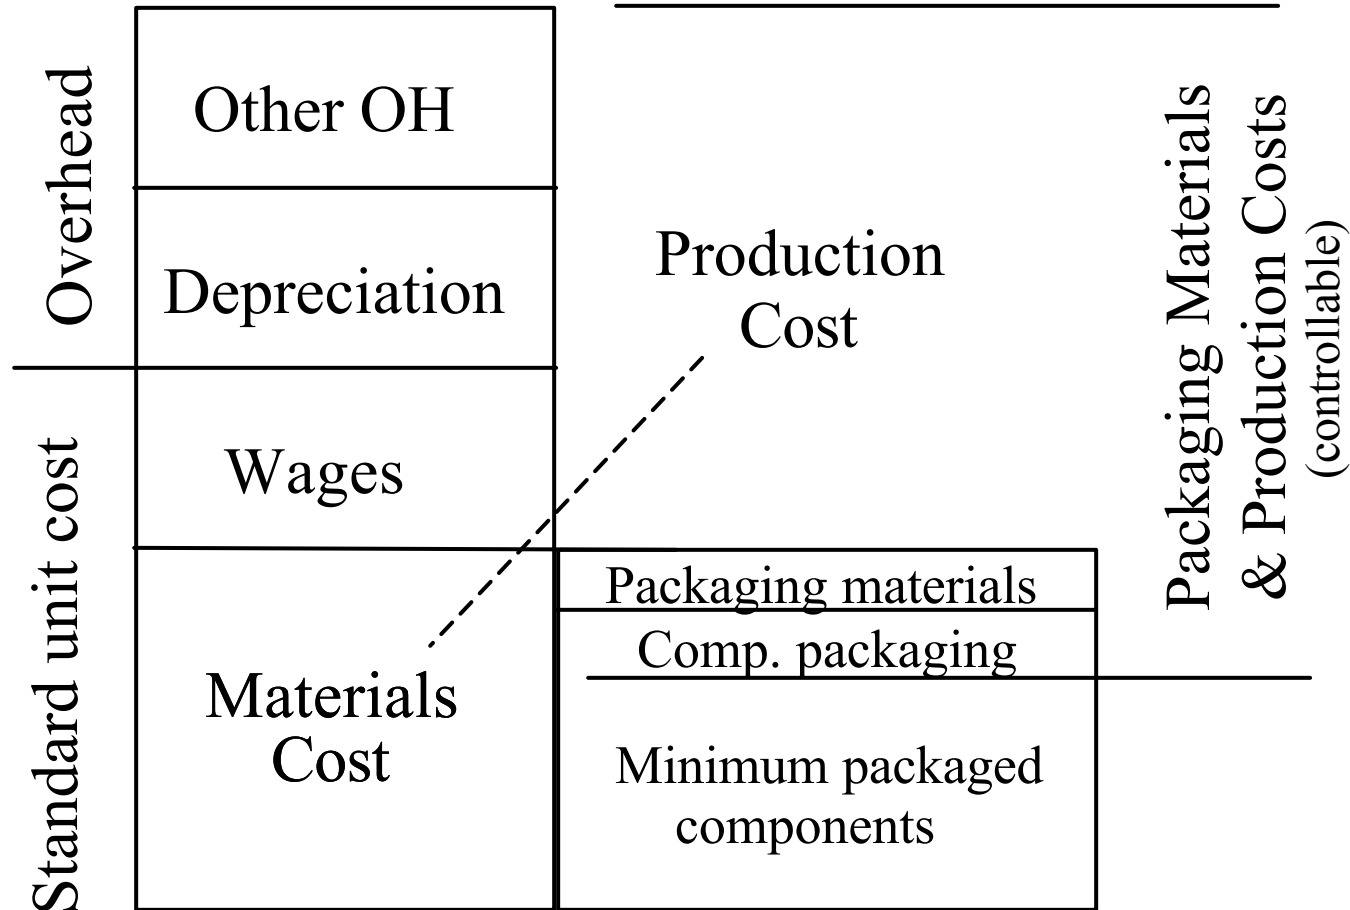 Overhead
Standard unit cost
Other OH
Depreciation
Wages
Materials
Cost
Production
Cost
Packaging materials
Comp. packaging
Minimum packaged
components
Packaging Materials
& Production Costs
(controllable)